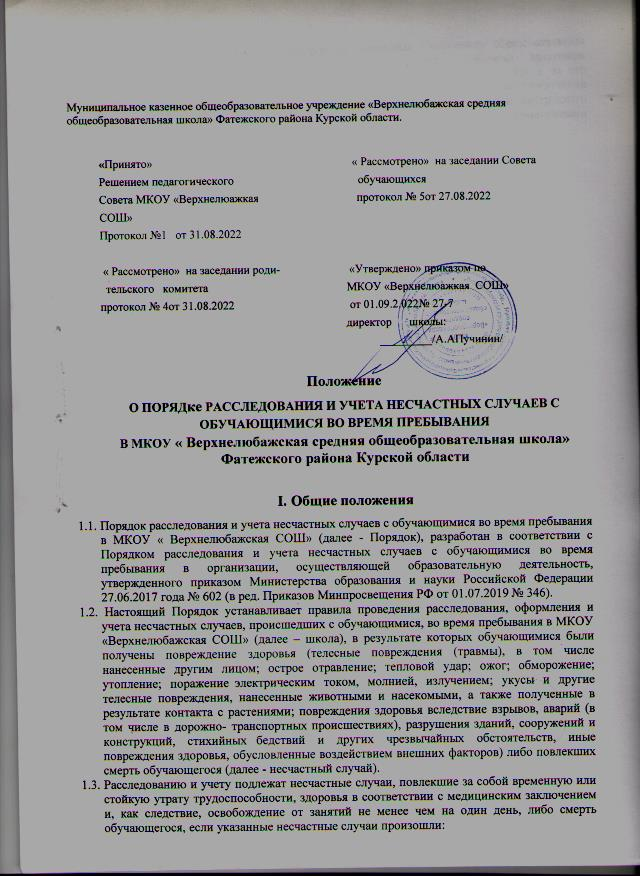 Муниципальное казенное общеобразовательное учреждение «Верхнелюбажская средняя
общеобразовательная школа» Фатежского района Курской области.
«Принято»
Решением педагогического
Совета МКОУ «Верхнелюажкая
СОШ»
Протокол №1 от 31.08.2022
« Рассмотрено» на заседании Совета
обучающихся
протокол № 5от 27.08.2022
« Рассмотрено» на заседании роди-
тельского комитета
протокол № 4от 31.08.2022
«Утверждено» приказом по
МКОУ «Верхнелюажкая СОШ»
от 01.09.2.022№ 27-7
директор школы:
/А.АПучинин/
Положение
О ПОРЯДке РАССЛЕДОВАНИЯ И УЧЕТА НЕСЧАСТНЫХ СЛУЧАЕВ С
ОБУЧАЮЩИМИСЯ ВО ВРЕМЯ ПРЕБЫВАНИЯ
В МКОУ « Верхнелюбажская средняя общеобразовательная школа»
Фатежского района Курской области
I. Общие положения
1.1. Порядок расследования и учета несчастных случаев с обучающимися во время пребывания
в МКОУ « Верхнелюбажская СОШ» (далее - Порядок), разработан в соответствии с
Порядком расследования и учета несчастных случаев с обучающимися во время
пребывания в организации, осуществляющей образовательную деятельность,
утвержденного приказом Министерства образования и науки Российской Федерации
27.06.2017 года № 602 (в ред. Приказов Минпросвещения РФ от 01.07.2019 № 346).
1.2. Настоящий Порядок устанавливает правила проведения расследования, оформления и
учета несчастных случаев, происшедших с обучающимися, во время пребывания в МКОУ
«Верхнелюбажская СОШ» (далее – школа), в результате которых обучающимися были
получены повреждение здоровья (телесные повреждения (травмы), в том числе
нанесенные другим лицом; острое отравление; тепловой удар; ожог; обморожение;
утопление; поражение электрическим током, молнией, излучением; укусы и другие
телесные повреждения, нанесенные животными и насекомыми, а также полученные в
результате контакта с растениями; повреждения здоровья вследствие взрывов, аварий (в
том числе в дорожно- транспортных происшествиях), разрушения зданий, сооружений и
конструкций, стихийных бедствий и других чрезвычайных обстоятельств, иные
повреждения здоровья, обусловленные воздействием внешних факторов) либо повлекших
смерть обучающегося (далее - несчастный случай).
1.3. Расследованию и учету подлежат несчастные случаи, повлекшие за собой временную или
стойкую утрату трудоспособности, здоровья в соответствии с медицинским заключением
и, как следствие, освобождение от занятий не менее чем на один день, либо смерть
обучающегося, если указанные несчастные случаи произошли: